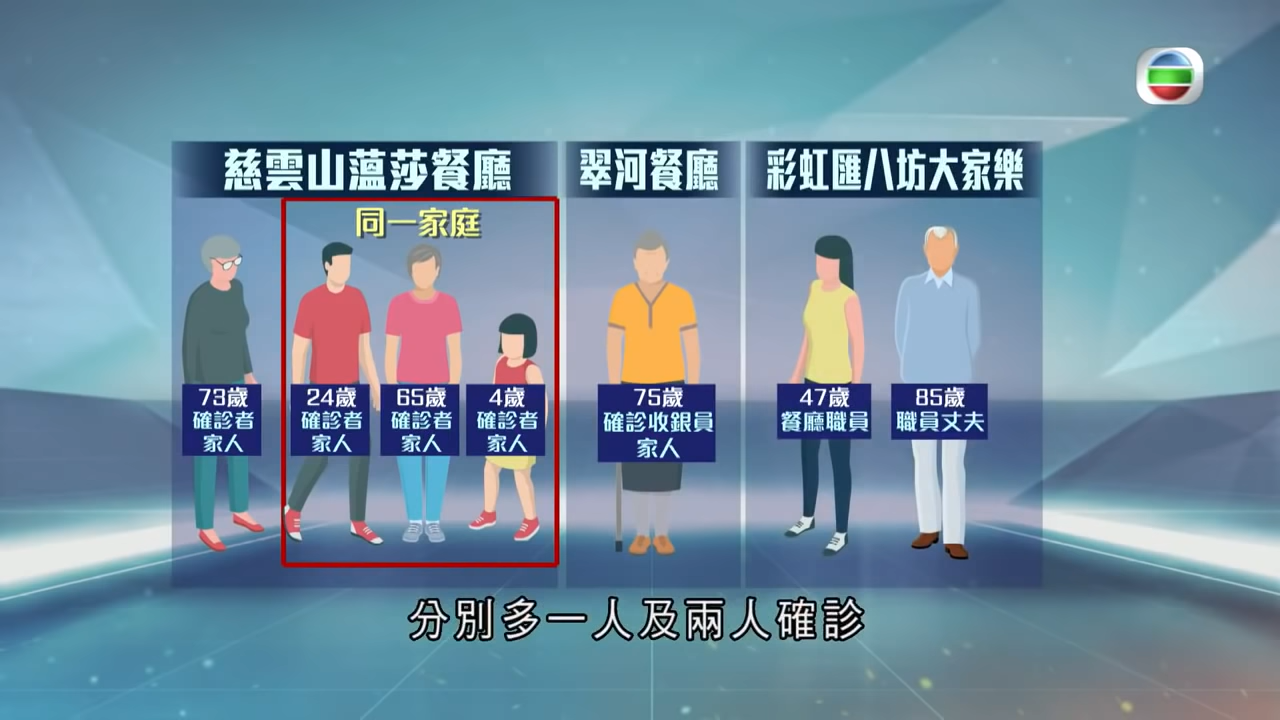 慈雲山蒕莎餐廳
翠河餐廳
彩虹匯八坊大家樂
同一家庭
73歲
確診者
家人
24歲
確診者
家人
65歲
確診者
家人
4歲
確診者
家人
75歲
確診收銀員
家人
47歲
餐廳職員
85歲
職員丈夫
分別多一人及兩人確診